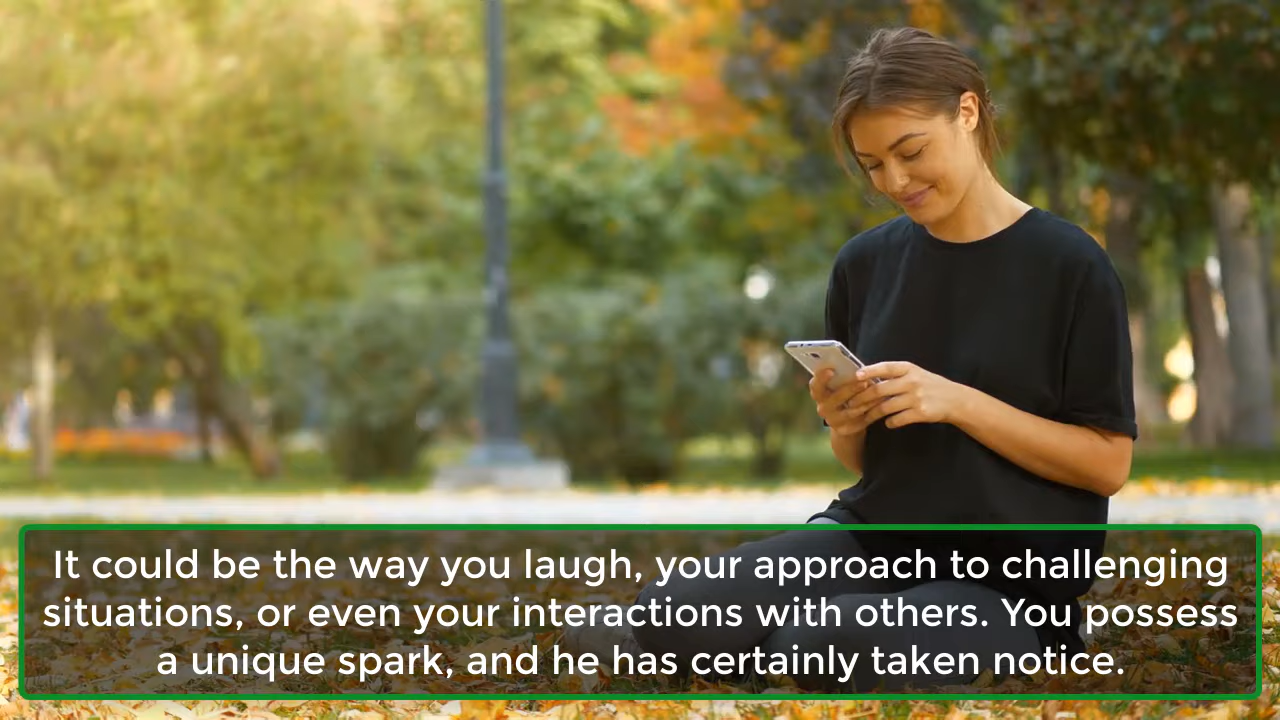 It could be the way you laugh, your approach to challenging
situations, or even your interactions with others. You possess
a unique spark, and he has certainly taken notice.